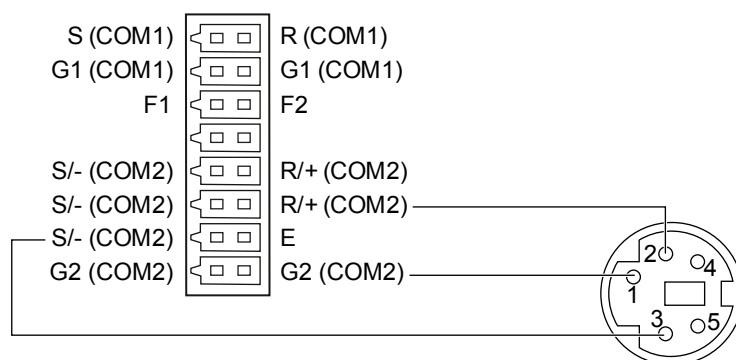 S (COM1) R (COM1)
G1 (COM1) G1 (COM1)
F1 F2
S/- (COM2) R/+ (COM2)
S/- (COM2) R/+ (COM2)
S/- (COM2) E
G2 (COM2) G2 (COM2)
2
4
1
3
5